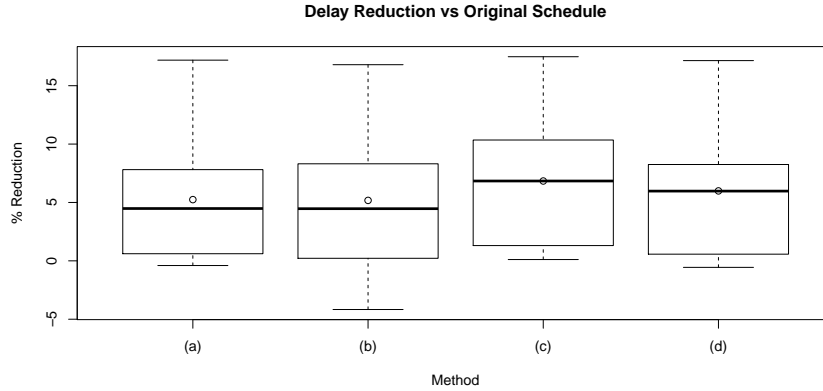 Delay Reduction vs Original Schedule
% Reduction
15
10
5
0
−5
(a) (b) (c) (d)
Method